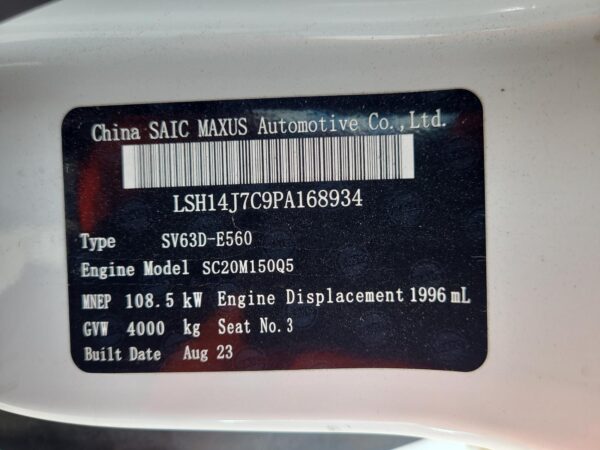 China SAIC MAXUS Automotive Co.,Ltd.
LSH14J7C9PA168934
Type SV63D-E560
Engine Model SC20M150Q5
MNEP 108.5 kW Engine Displacement 1996 mL
GVW 4000 kg Seat No.3
Built Date Aug 23